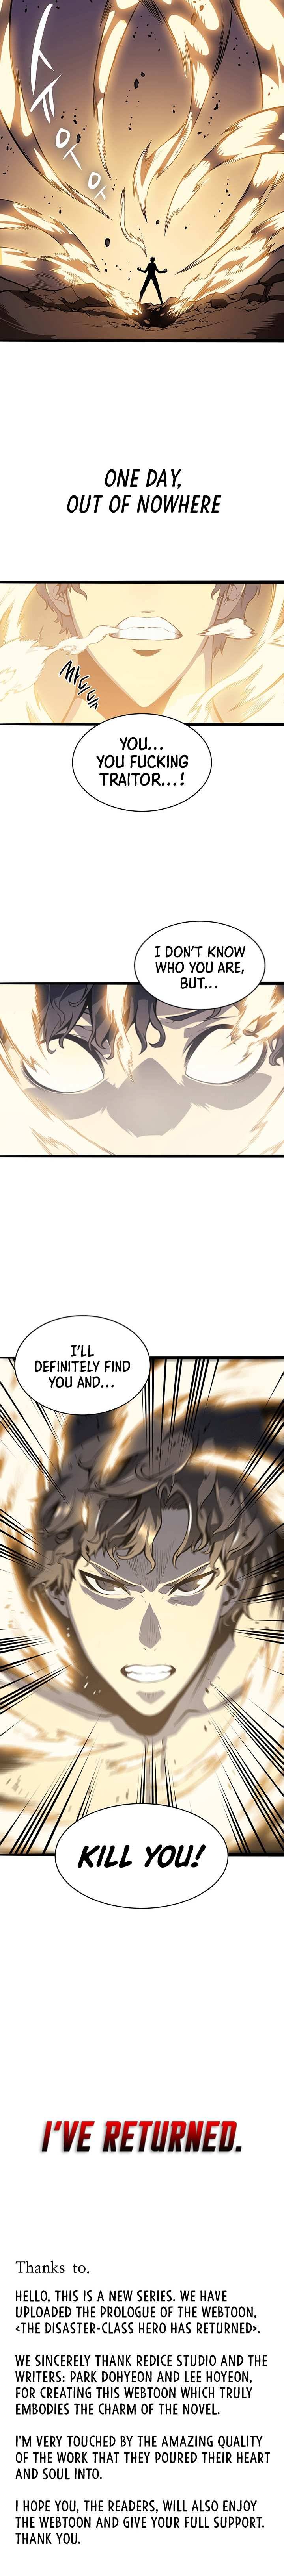 ㅊ
ㅑ
아
아
ONE DAY,
OUT OF NOWHERE
YOU...
YOU FUCKING
TRAITOR...!
I DON'T KNOW
WHO YOU ARE,
BUT...
I'LL
DEFINITELY FIND
YOU AND...
KILL YOU!
I'VE RETURNED.
Thanks to.
HELLO, THIS IS A NEW SERIES. WE HAVE
UPLOADED THE PROLOGUE OF THE WEBTOON,
<THE DISASTER-CLASS HERO HAS RETURNED>.
WE SINCERELY THANK REDICE STUDIO AND THE
WRITERS: PARK DOHYEON AND LEE HOYEON,
FOR CREATING THIS WEBTOON WHICH TRULY
EMBODIES THE CHARM OF THE NOVEL.
I'M VERY TOUCHED BY THE AMAZING QUALITY
OF THE WORK THAT THEY POURED THEIR HEART
AND SOUL INTO.
I HOPE YOU, THE READERS, WILL ALSO ENJOY
THE WEBTOON AND GIVE YOUR FULL SUPPORT.
THANK YOU.